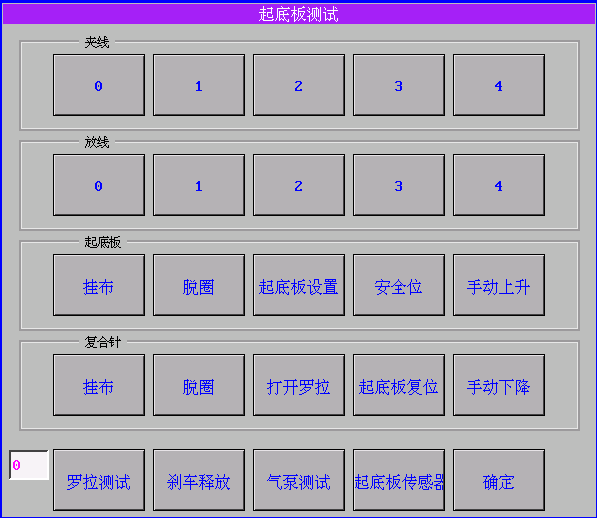 起底板测试
夹线
0 1 2 3 4
放线
0 1 2 3 4
起底板
挂布 脱圈 起底板设置 安全位 手动上升
复合针
挂布 脱圈 打开罗拉 起底板复位 手动下降
0 罗拉测试 刹车释放 气泵测试 起底板传感器 确定